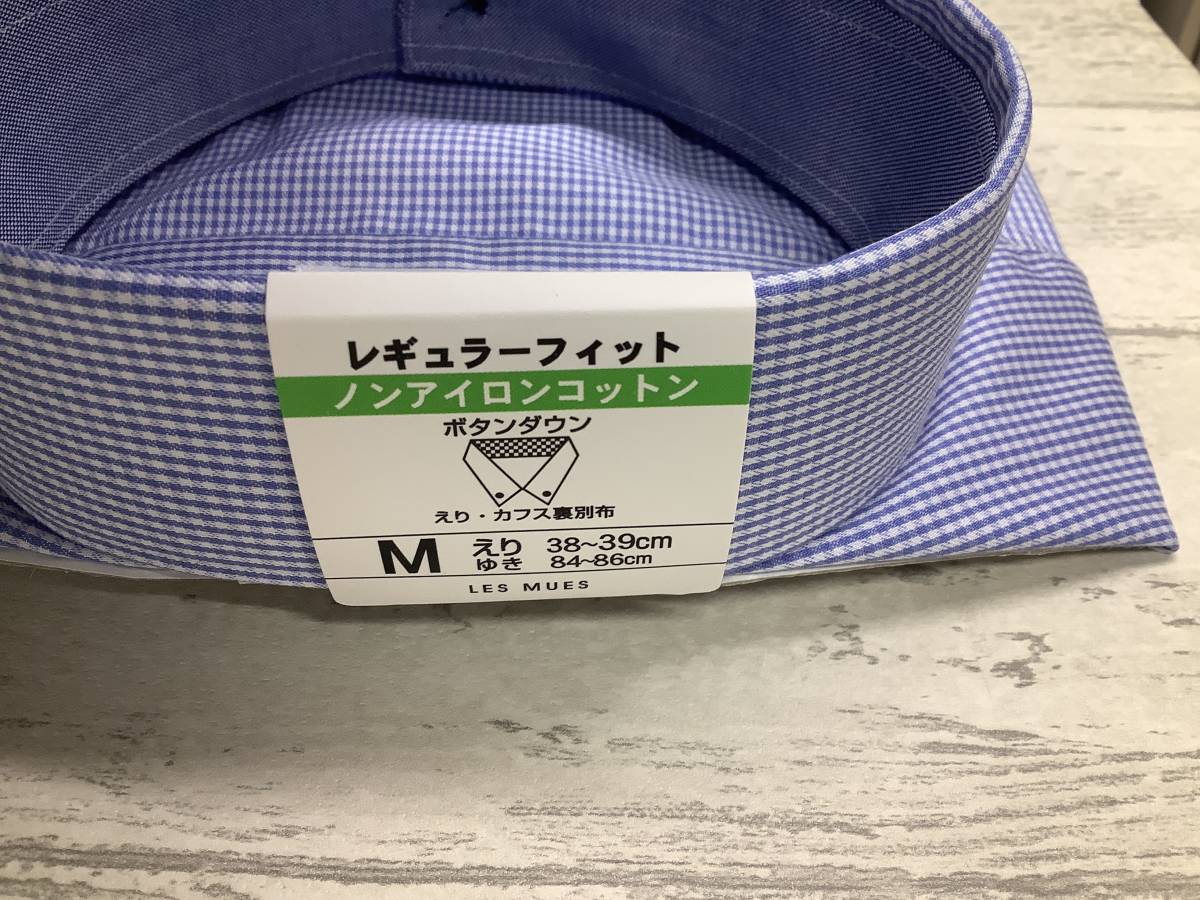 レギュラーフィット
ノンアイロンコットン
ボタンダウン
えり・カフス裏別布
M えり 38~39cm
ゆき 84~86cm
LES MUES